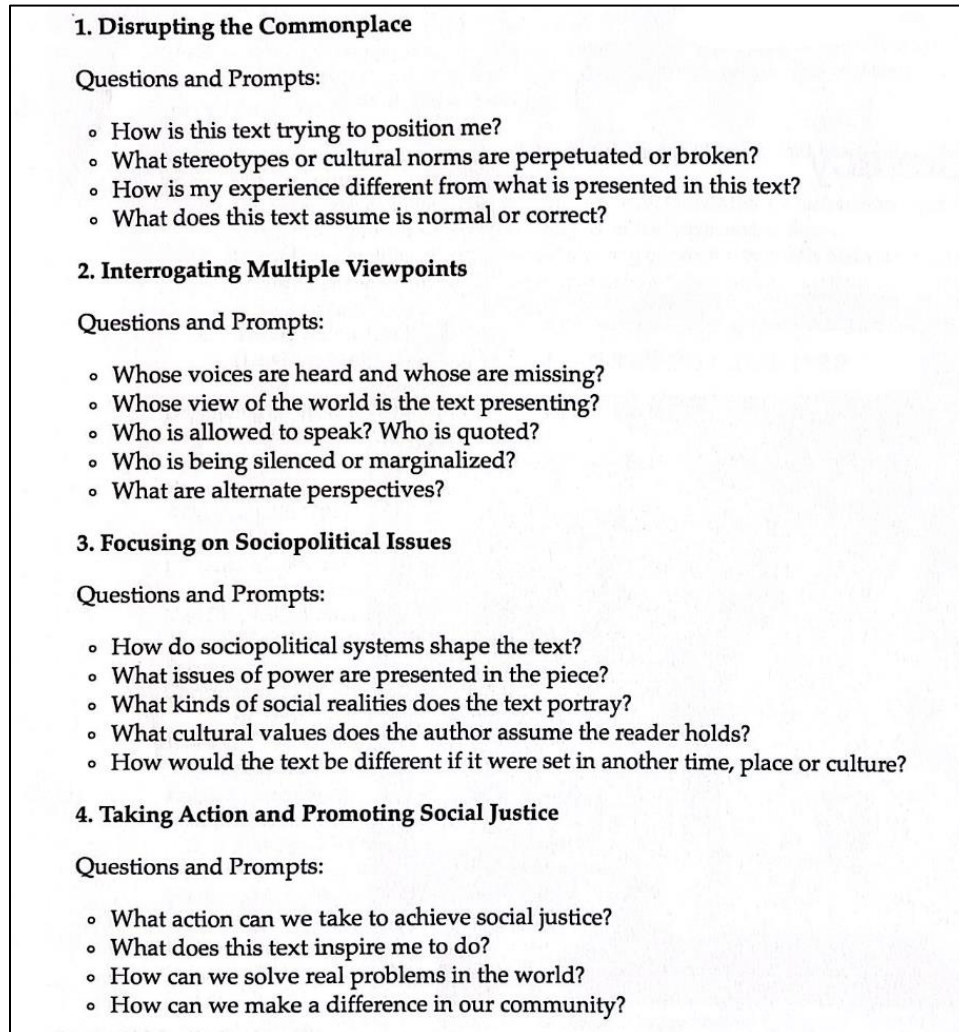 1. Disrupting the Commonplace
Questions and Prompts:
◦ How is this text trying to position me?
◦ What stereotypes or cultural norms are perpetuated or broken?
◦ How is my experience different from what is presented in this text?
◦ What does this text assume is normal or correct?
2. Interrogating Multiple Viewpoints
Questions and Prompts:
◦ Whose voices are heard and whose are missing?
◦ Whose view of the world is the text presenting?
◦ Who is allowed to speak? Who is quoted?
◦ Who is being silenced or marginalized?
◦ What are alternate perspectives?
3. Focusing on Sociopolitical Issues
Questions and Prompts:
◦ How do sociopolitical systems shape the text?
◦ What issues of power are presented in the piece?
◦ What kinds of social realities does the text portray?
◦ What cultural values does the author assume the reader holds?
◦ How would the text be different if it were set in another time, place or culture?
4. Taking Action and Promoting Social Justice
Questions and Prompts:
◦ What action can we take to achieve social justice?
◦ What does this text inspire me to do?
◦ How can we solve real problems in the world?
◦ How can we make a difference in our community?